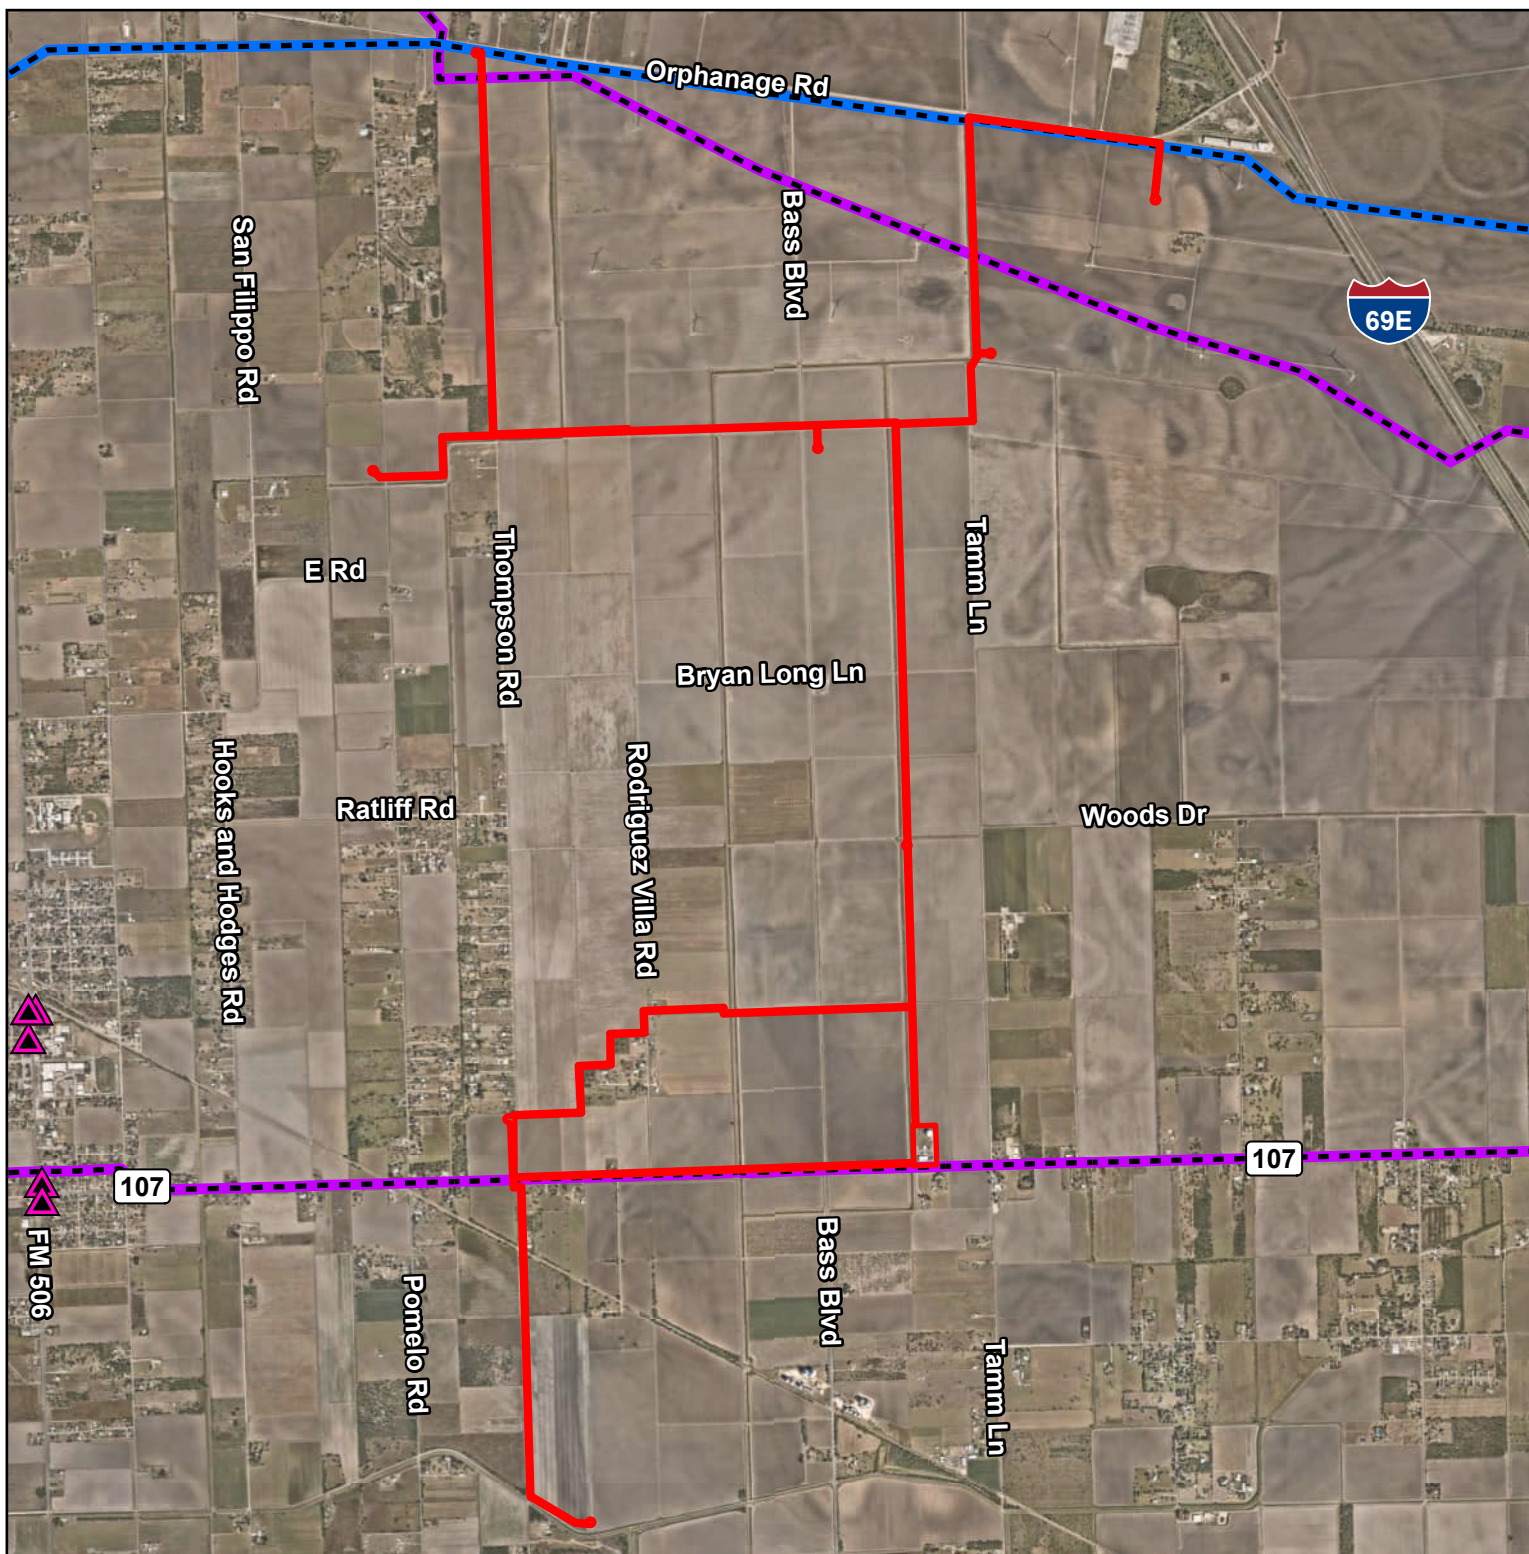 Orphanage Rd
San Filippo Rd
Bass Blvd
69E
E Rd
Thompson Rd
Tamm Ln
Bryan Long Ln
Hooks and Hodges Rd
Ratliff Rd
Rodriguez Villa Rd
Woods Dr
107
107
FM 506
Pomelo Rd
Bass Blvd
Tamm Ln